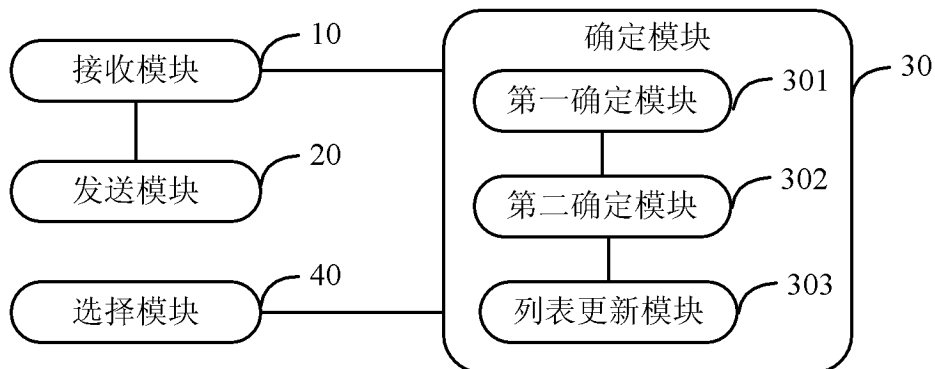 接收模块
10
发送模块
20
选择模块
40
确定模块
30
第一确定模块
301
第二确定模块
302
列表更新模块
303